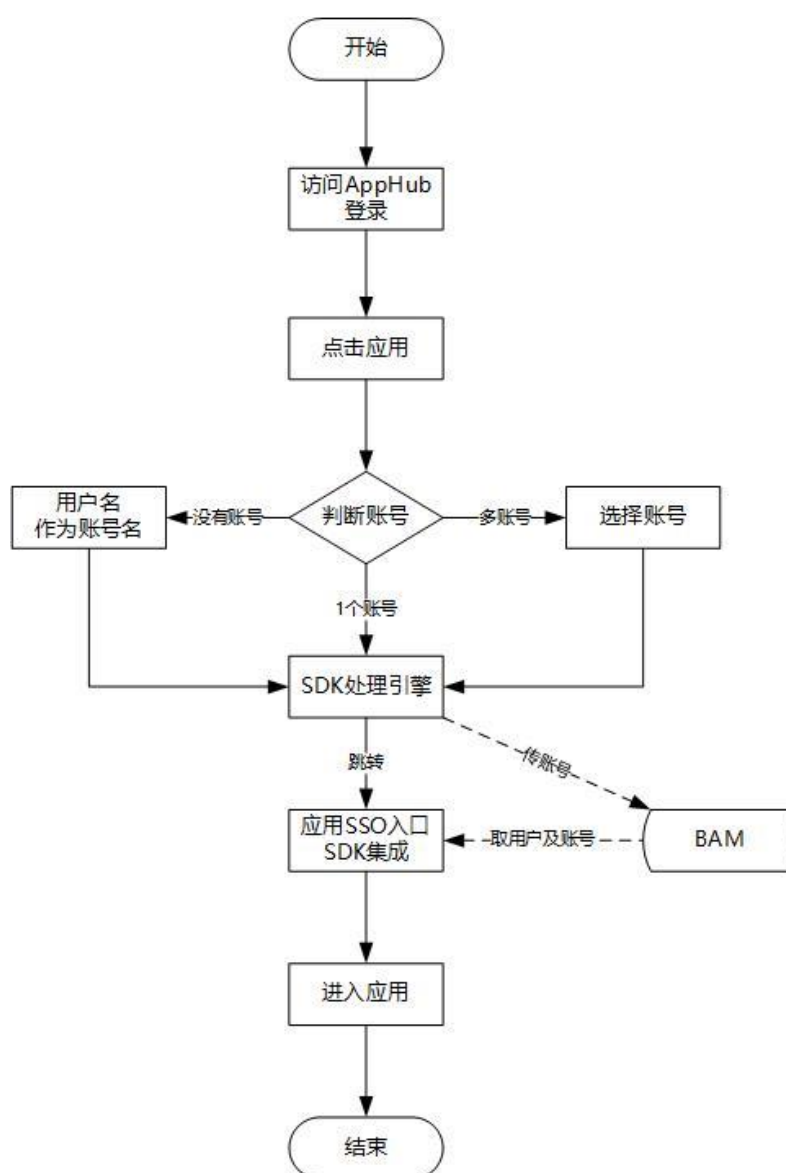 开始
访问AppHub
登录
点击应用
用户名
作为账号名
没有账号
判断账号
多账号
选择账号
1个账号
SDK处理引擎
跳转
传账号
应用SSO入口
SDK集成
取用户及账号
BAM
进入应用
结束